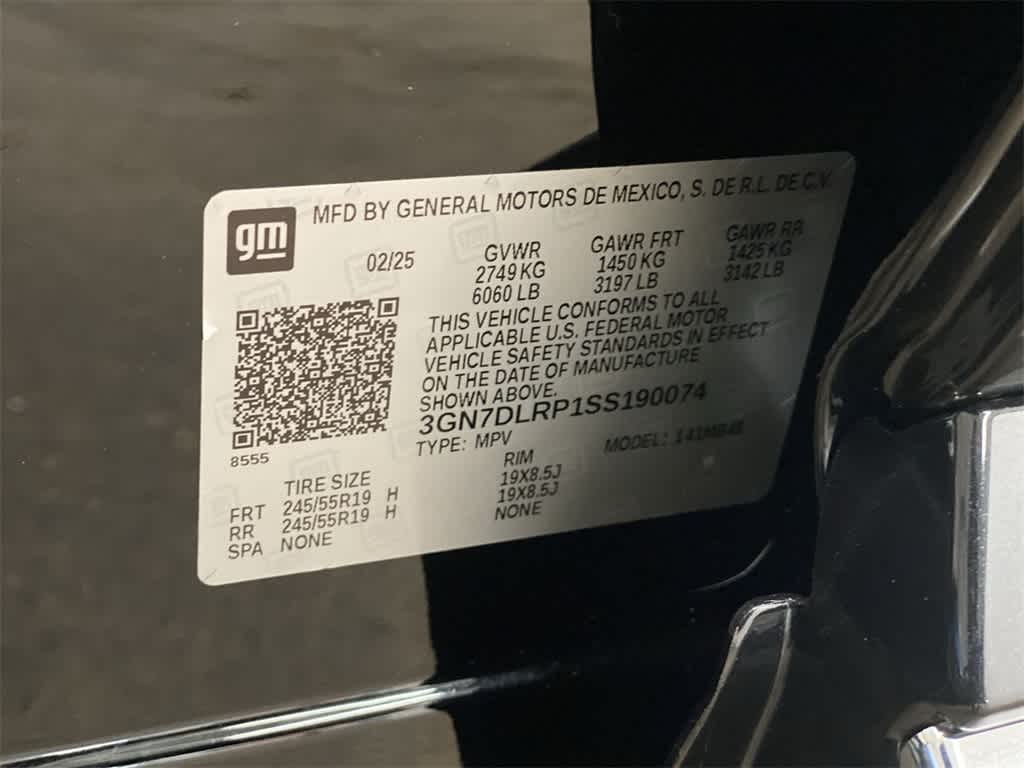 gm
MFD BY GENERAL MOTORS DE MEXICO, S. DE R.L. DE C.V.
02/25
GVWR GAWR FRT GAWR RR
2749 KG 1450 KG 1425 KG
6060 LB 3197 LB 3142 LB
THIS VEHICLE CONFORMS TO ALL
APPLICABLE U.S. FEDERAL MOTOR
VEHICLE SAFETY STANDARDS IN EFFECT
ON THE DATE OF MANUFACTURE
SHOWN ABOVE.
3GN7DLRP1SS190074
TYPE: MPV MODEL:
8555
TIRE SIZE RIM
FRT 245/55R19 H 19X8.5J
RR 245/55R19 H 19X8.5J
SPA NONE NONE